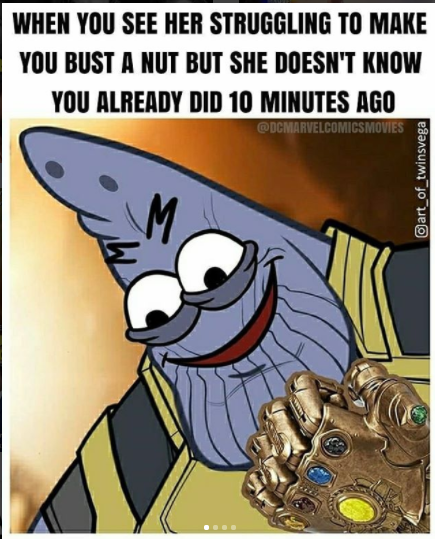 WHEN YOU SEE HER STRUGGLING TO MAKE
YOU BUST A NUT BUT SHE DOESN'T KNOW
YOU ALREADY DID 10 MINUTES AGO
@DCMARVELCOMICSMOVIES
@art_of_twinsvega